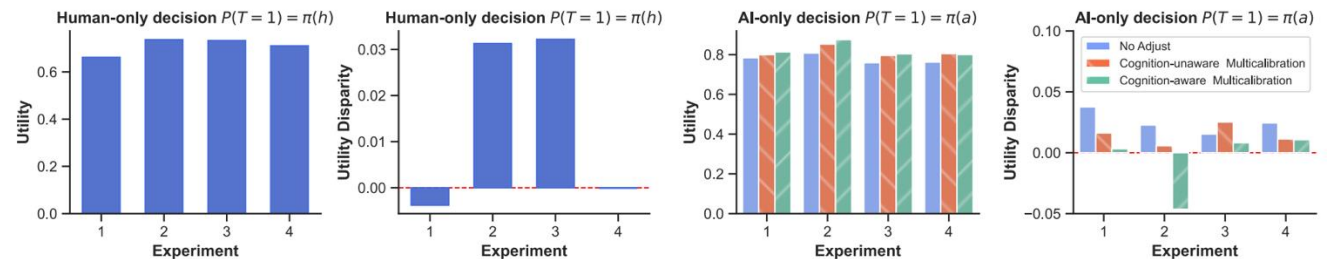 Human-only decision P(T = 1) = π(h)
Utility
0.6
0.4
0.2
0.0
1 2 3 4
Experiment
Human-only decision P(T = 1) = π(h)
Utility Disparity
0.03
0.02
0.01
0.00
1 2 3 4
Experiment
AI-only decision P(T = 1) = π(a)
Utility
0.8
0.6
0.4
0.2
0.0
1 2 3 4
Experiment
AI-only decision P(T = 1) = π(a)
Utility Disparity
0.10
0.05
0.00
−0.05
No Adjust
Cognition-unaware Multicalibration
Cognition-aware Multicalibration
1 2 3 4
Experiment